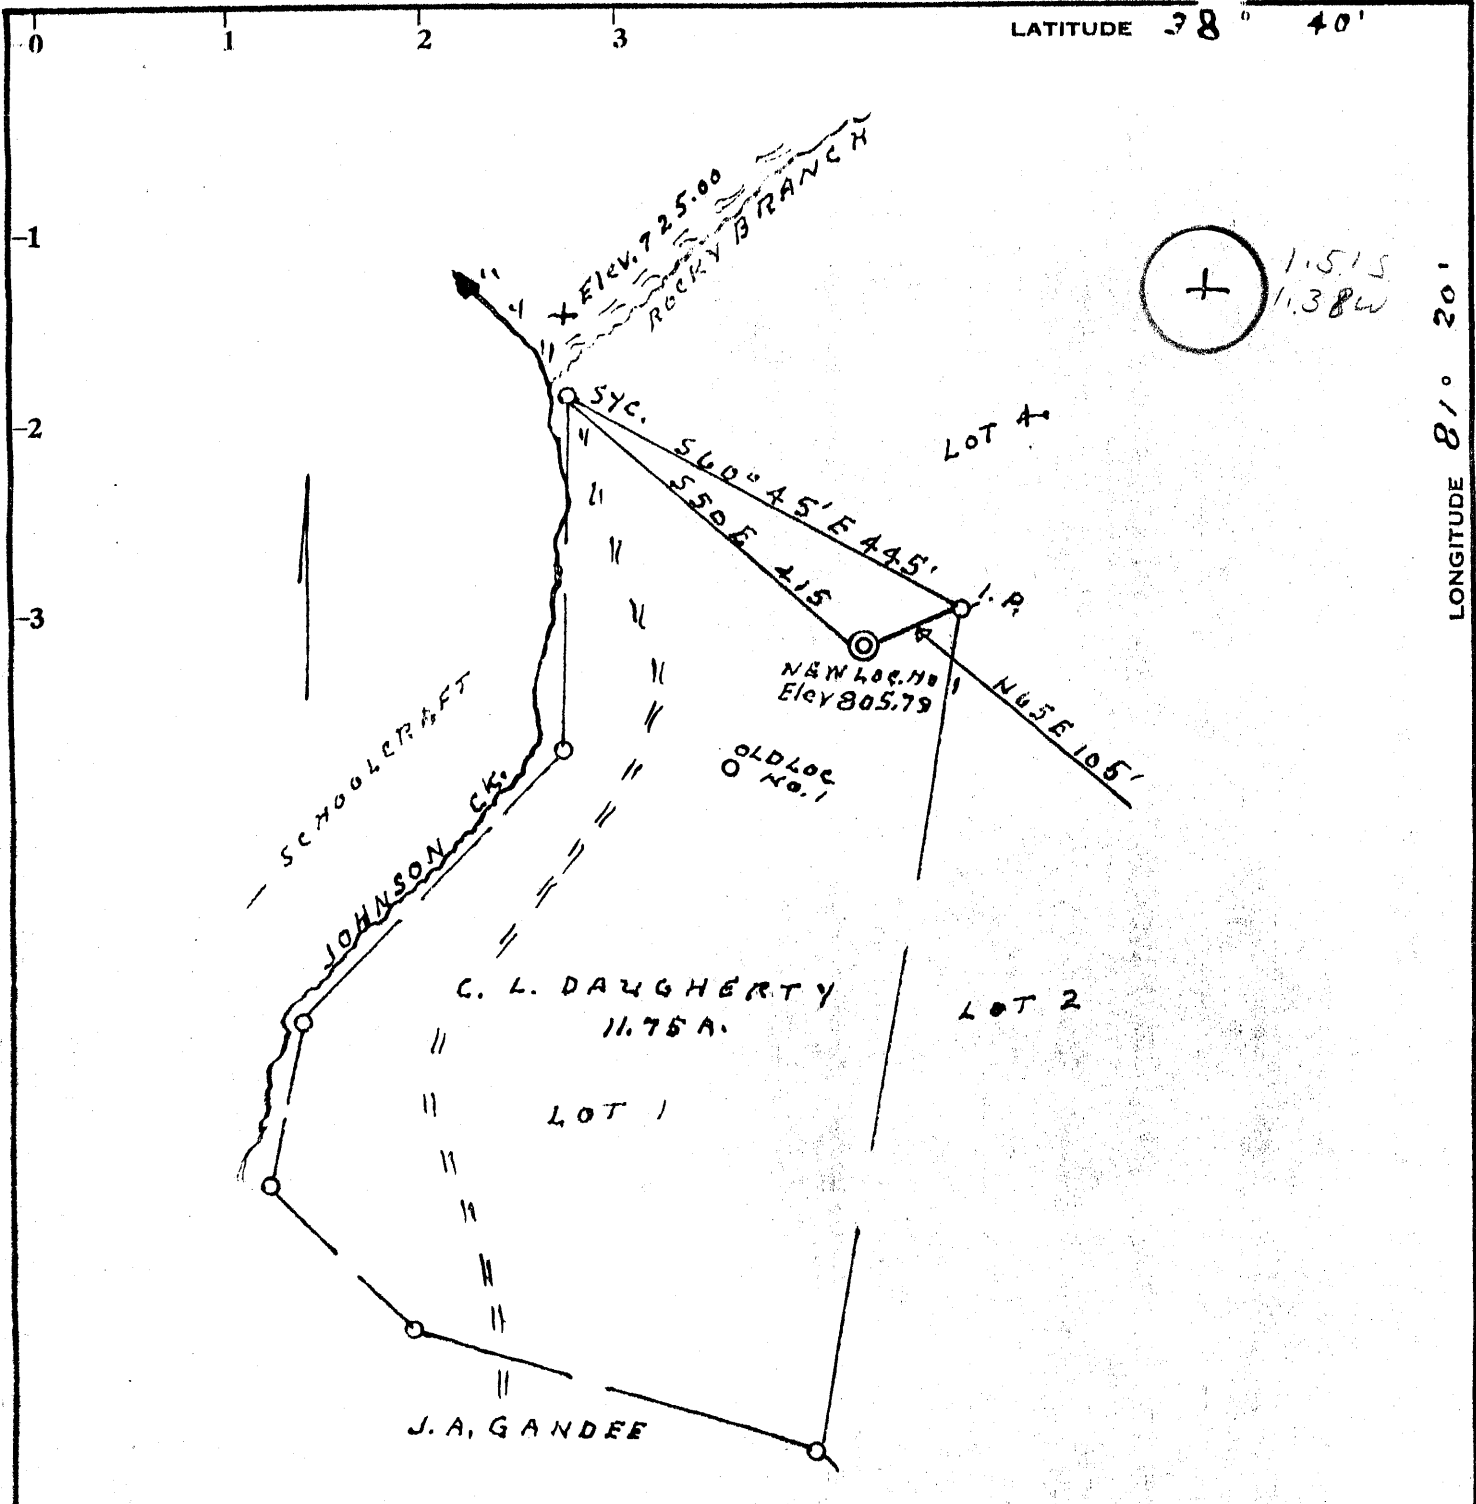 0 1 2 3
LATITUDE 38° 40'
-1
-2
-3
LONGITUDE 81° 20'
+ Elev. 725.00
ROCKY BRANCH
1.51S
1.38W
SYC.
LOT 4
S60°45'E 445'
S50E 415
I.P.
NEW LOC. NO 1
Elev 805.79
N65E 105'
OLD LOC
NO. 1
SCHOOLCRAFT
JOHNSON CK.
C. L. DAUGHERTY
11.75 A.
LOT 2
LOT 1
J.A. GANDEE